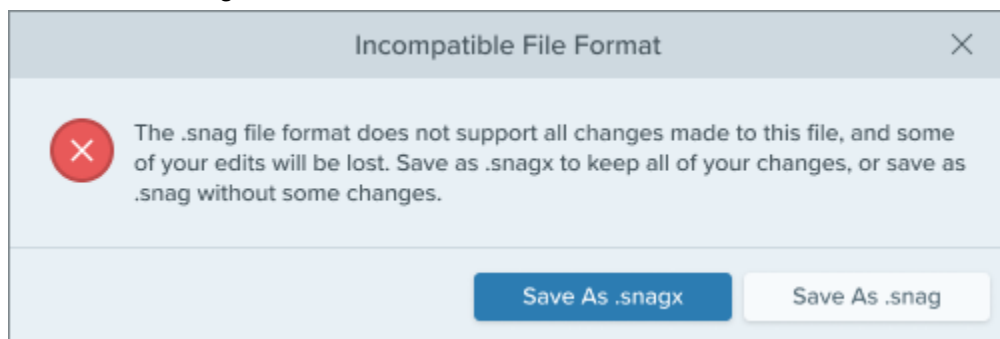 Incompatible File Format
The .snag file format does not support all changes made to this file, and some
of your edits will be lost. Save as .snagx to keep all of your changes, or save as
.snag without some changes.
Save As .snagx
Save As .snag